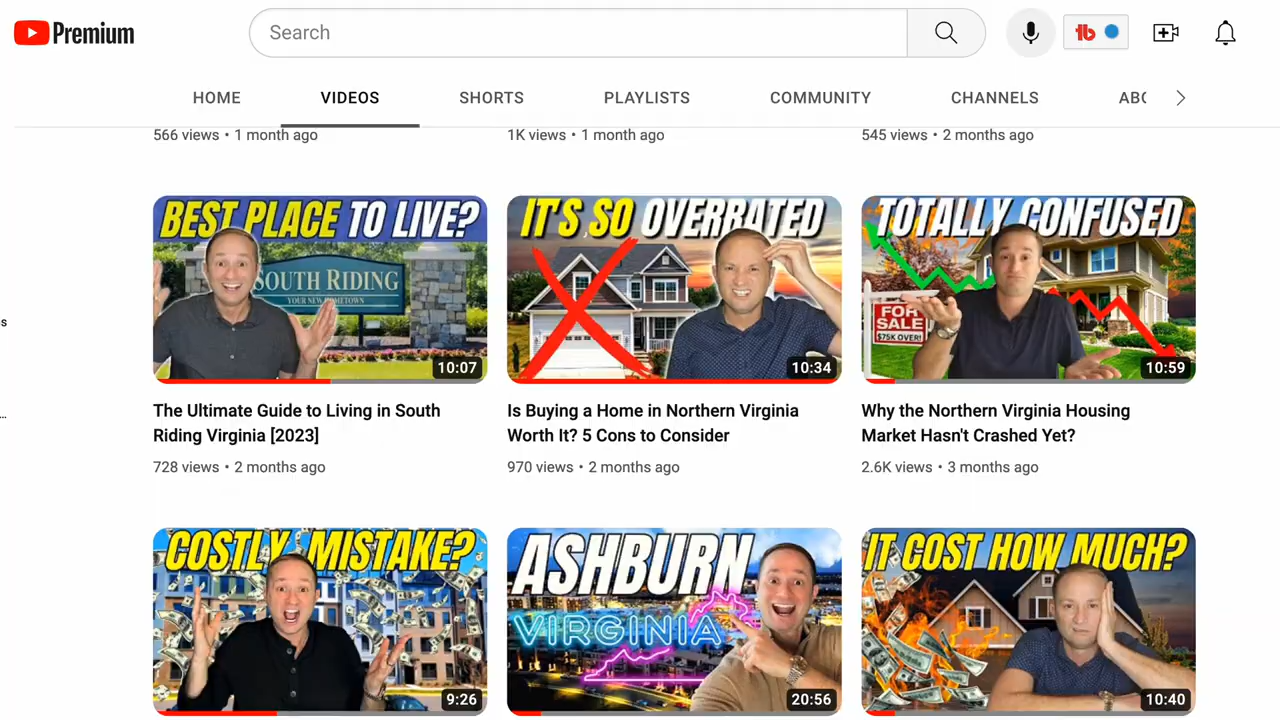 Premium
Search
HOME
VIDEOS
SHORTS
PLAYLISTS
COMMUNITY
CHANNELS
ABC
566 views • 1 month ago
1K views • 1 month ago
545 views • 2 months ago
BEST PLACE TO LIVE?
SOUTH RIDING
YOUR NEW HOMETOWN
10:07
IT'S SO OVERRATED
10:34
TOTALLY CONFUSED
FOR
SALE
$75K OVER!
10:59
The Ultimate Guide to Living in South
Riding Virginia [2023]
728 views • 2 months ago
Is Buying a Home in Northern Virginia
Worth It? 5 Cons to Consider
970 views • 2 months ago
Why the Northern Virginia Housing
Market Hasn't Crashed Yet?
2.6K views • 3 months ago
COSTLY MISTAKE?
9:26
ASHBURN
VIRGINIA
20:56
IT COST HOW MUCH?
10:40